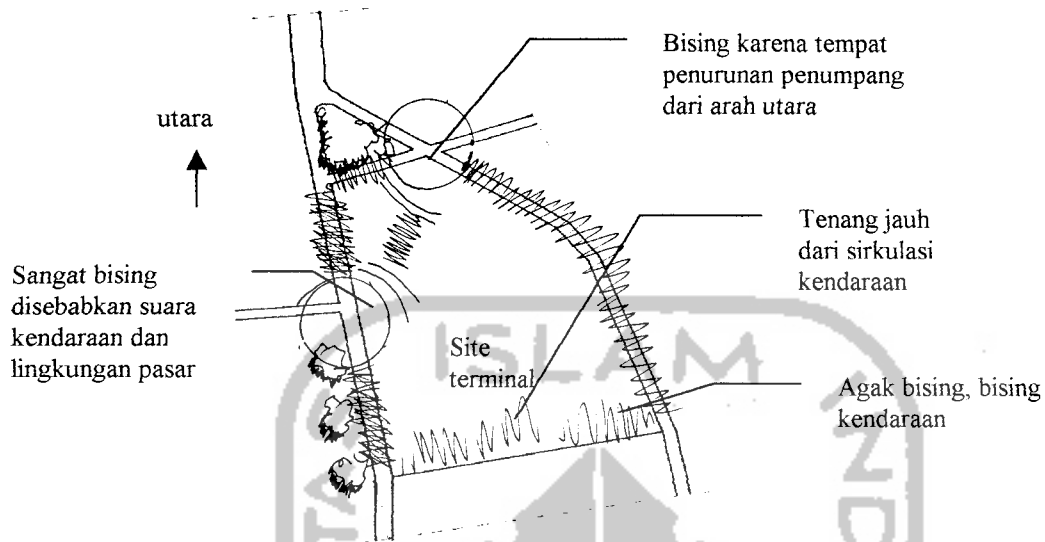 Bising karena tempat
penurunan penumpang
dari arah utara
utara
Tenang jauh
dari sirkulasi
kendaraan
Sangat bising
disebabkan suara
kendaraan dan
lingkungan pasar
Site
terminal
Agak bising, bising
kendaraan
ISLAM